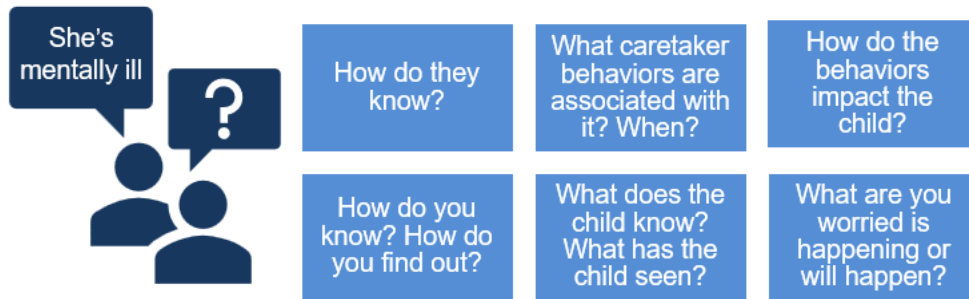 She's
mentally ill
?
How do they
know?
What caretaker
behaviors are
associated with
it? When?
How do the
behaviors
impact the
child?
How do you
know? How do
you find out?
What does the
child know?
What has the
child seen?
What are you
worried is
happening or
will happen?